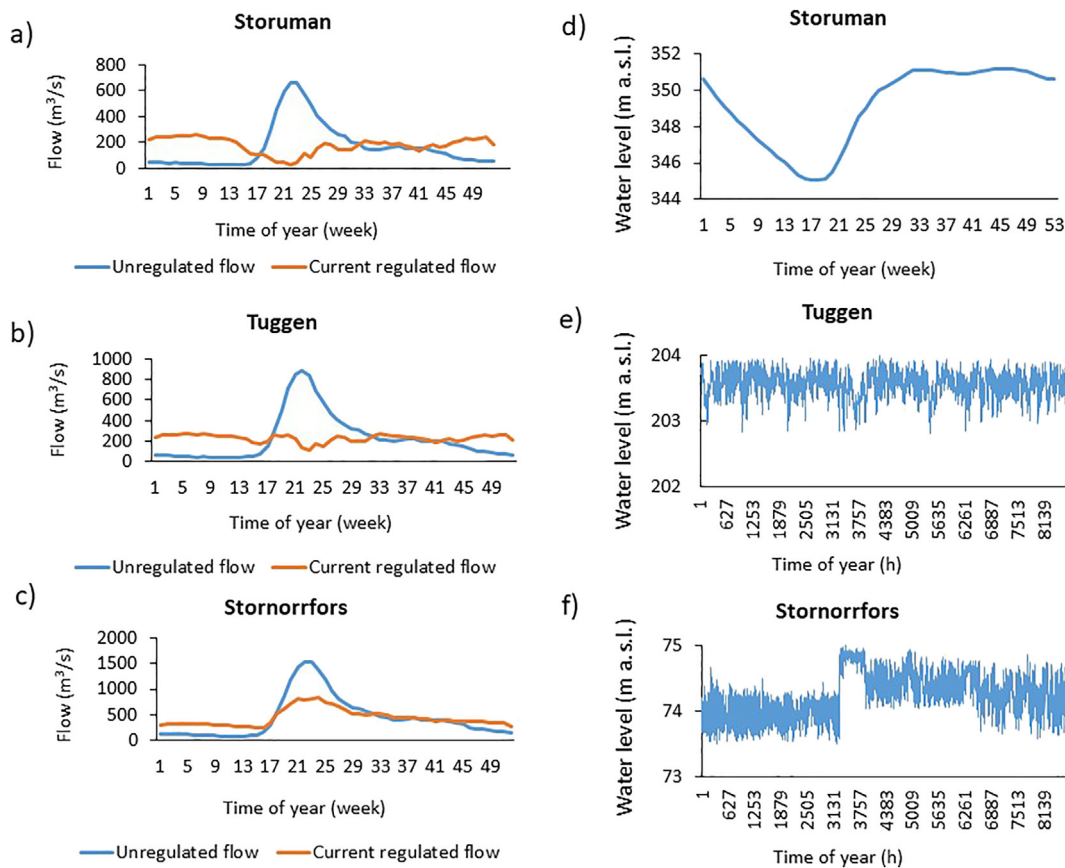 a)
Storuman
Flow (m³/s)
800
600
400
200
0
1 5 9 13 17 21 25 29 33 37 41 45 49
Time of year (week)
Unregulated flow Current regulated flow
b)
Tuggen
Flow (m³/s)
1000
800
600
400
200
0
1 5 9 13 17 21 25 29 33 37 41 45 49
Time of year (week)
Unregulated flow Current regulated flow
c)
Stornorrfors
Flow (m³/s)
2000
1500
1000
500
0
1 5 9 13 17 21 25 29 33 37 41 45 49
Time of year (week)
Unregulated flow Current regulated flow
d)
Storuman
Water level (m a.s.l.)
352
350
348
346
344
1 5 9 13 17 21 25 29 33 37 41 45 49 53
Time of year (week)
e)
Tuggen
Water level (m a.s.l.)
204
203
202
1 627 1253 1879 2505 3131 3757 4383 5009 5635 6261 6887 7513 8139
Time of year (h)
f)
Stornorrfors
Water level (m a.s.l.)
75
74
73
1 627 1253 1879 2505 3131 3757 4383 5009 5635 6261 6887 7513 8139
Time of year (h)